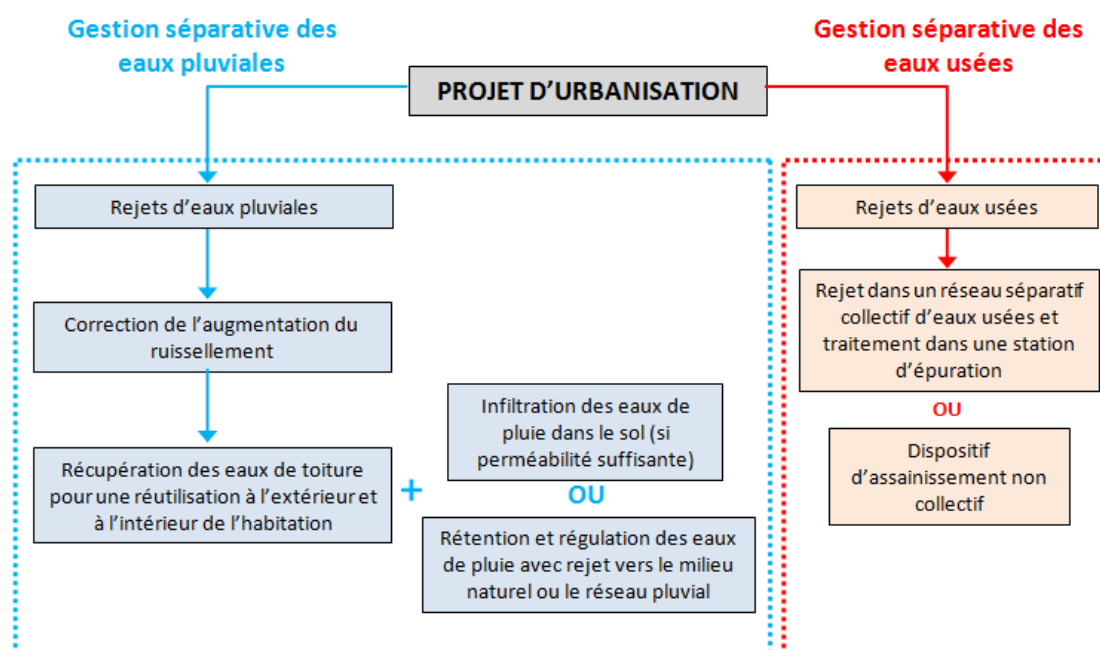 Gestion séparative des
eaux pluviales
Gestion séparative des
eaux usées
PROJET D'URBANISATION
Rejets d'eaux pluviales
Correction de l'augmentation du
ruissellement
Récupération des eaux de toiture
pour une réutilisation à l'extérieur et
à l'intérieur de l'habitation
+
Infiltration des eaux de
pluie dans le sol (si
perméabilité suffisante)
OU
Rétention et régulation des eaux
de pluie avec rejet vers le milieu
naturel ou le réseau pluvial
Rejets d'eaux usées
Rejet dans un réseau séparatif
collectif d'eaux usées et
traitement dans une station
d'épuration
OU
Dispositif
d'assainissement non
collectif